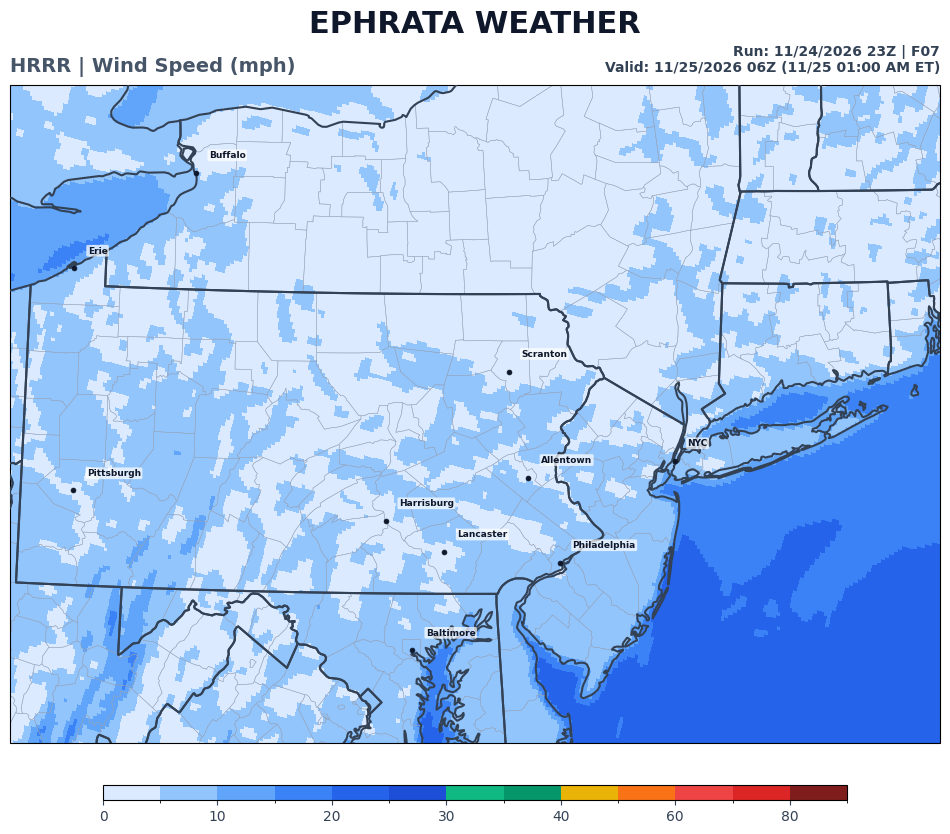 EPHRATA WEATHER
HRRR | Wind Speed (mph)
Run: 11/24/2026 23Z | F07
Valid: 11/25/2026 06Z (11/25 01:00 AM ET)
Buffalo
Erie
Scranton
NYC
Allentown
Pittsburgh
Harrisburg
Lancaster
Philadelphia
Baltimore
0 10 20 30 40 60 80